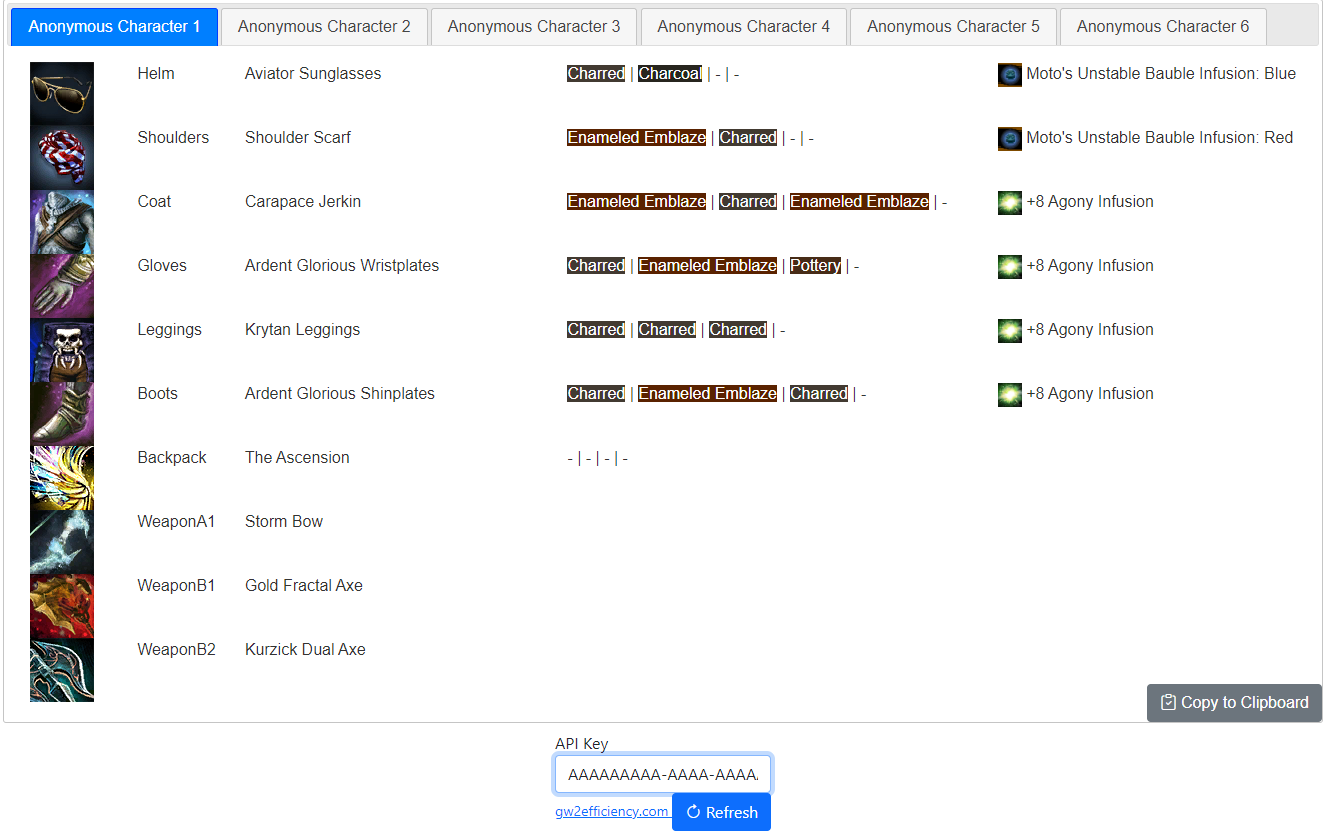 Anonymous Character 1 Anonymous Character 2 Anonymous Character 3 Anonymous Character 4 Anonymous Character 5 Anonymous Character 6
Helm Aviator Sunglasses Charred | Charcoal | - | - Moto's Unstable Bauble Infusion: Blue
Shoulders Shoulder Scarf Enameled Emblaze | Charred | - | - Moto's Unstable Bauble Infusion: Red
Coat Carapace Jerkin Enameled Emblaze | Charred | Enameled Emblaze | - +8 Agony Infusion
Gloves Ardent Glorious Wristplates Charred | Enameled Emblaze | Pottery | - +8 Agony Infusion
Leggings Krytan Leggings Charred | Charred | Charred | - +8 Agony Infusion
Boots Ardent Glorious Shinplates Charred | Enameled Emblaze | Charred | - +8 Agony Infusion
Backpack The Ascension - | - | - | -
WeaponA1 Storm Bow
WeaponB1 Gold Fractal Axe
WeaponB2 Kurzick Dual Axe
Copy to Clipboard
API Key
AAAAAAAAA-AAAA-AAAA
gw2efficiency.com Refresh